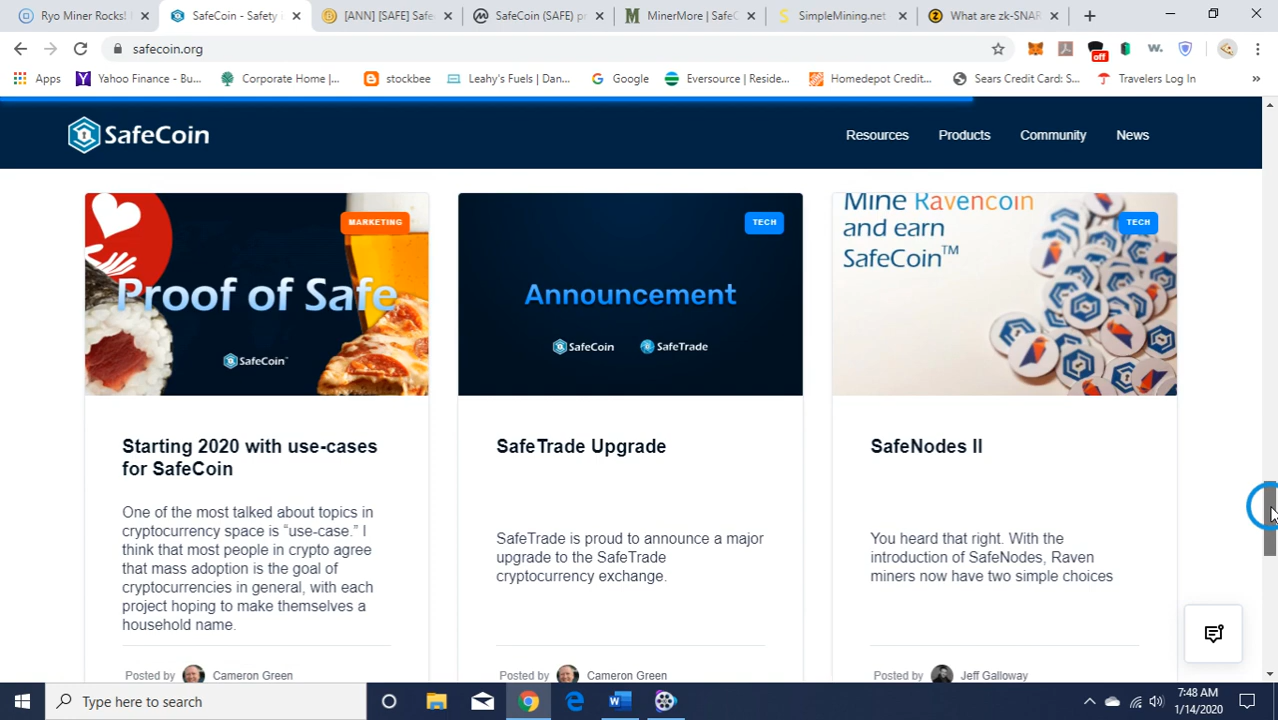 Ryo Miner Rocks!
SafeCoin - Safety i
[ANN] [SAFE] Safe
SafeCoin (SAFE) p
MinerMore | SafeC
SimpleMining.net
What are zk-SNAR
safecoin.org
off
W.
Apps
Yahoo Finance - Bu...
Corporate Home |...
stockbee
Leahy's Fuels | Dan...
Google
Eversource | Reside...
Homedepot Credit...
Sears Credit Card: S...
Travelers Log In
»
SafeCoin
Resources
Products
Community
News
MARKETING
Proof of Safe
SafeCoin™
TECH
Announcement
SafeCoin
SafeTrade
Mine Ravencoin
and earn
SafeCoin™
TECH
Starting 2020 with use-cases
for SafeCoin
One of the most talked about topics in
cryptocurrency space is “use-case.” I
think that most people in crypto agree
that mass adoption is the goal of
cryptocurrencies in general, with each
project hoping to make themselves a
household name.
Posted by Cameron Green
SafeTrade Upgrade
SafeTrade is proud to announce a major
upgrade to the SafeTrade
cryptocurrency exchange.
Posted by Cameron Green
SafeNodes II
You heard that right. With the
introduction of SafeNodes, Raven
miners now have two simple choices
Posted by Jeff Galloway
Type here to search
7:48 AM
1/14/2020